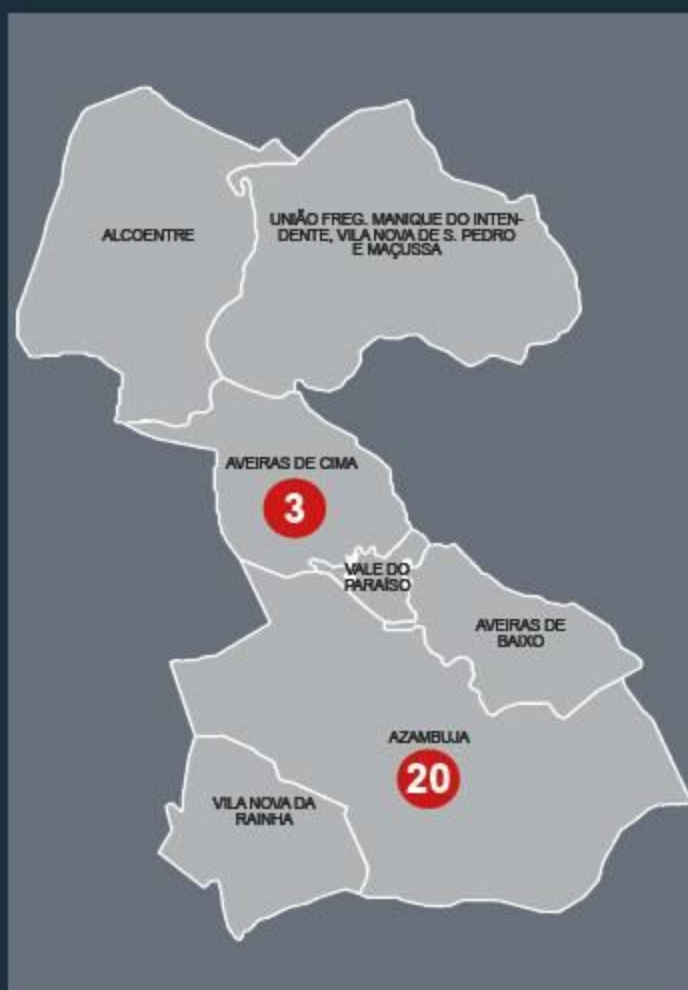 ALCOENTRE
UNIÃO FREG. MANIQUE DO INTEN-
DENTE, VILA NOVA DE S. PEDRO
E MAÇUSSA
AVEIRAS DE CIMA
3
VALE DO
PARAÍSO
AVEIRAS DE
BAIXO
AZAMBUJA
20
VILA NOVA DA
RAINHA